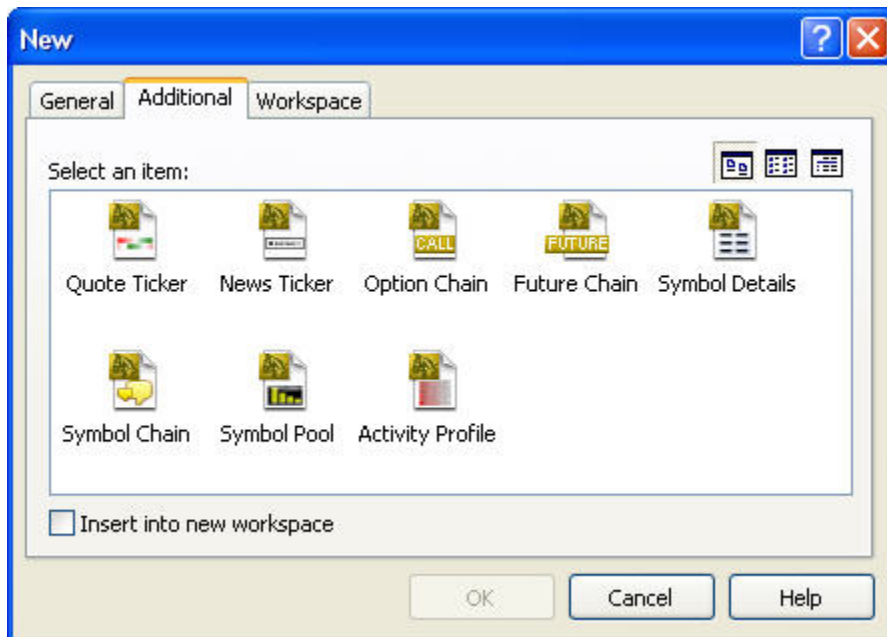 New
General Additional Workspace
Select an item:
CALL FUTURE
Quote Ticker News Ticker Option Chain Future Chain Symbol Details
Symbol Chain Symbol Pool Activity Profile
Insert into new workspace
OK Cancel Help